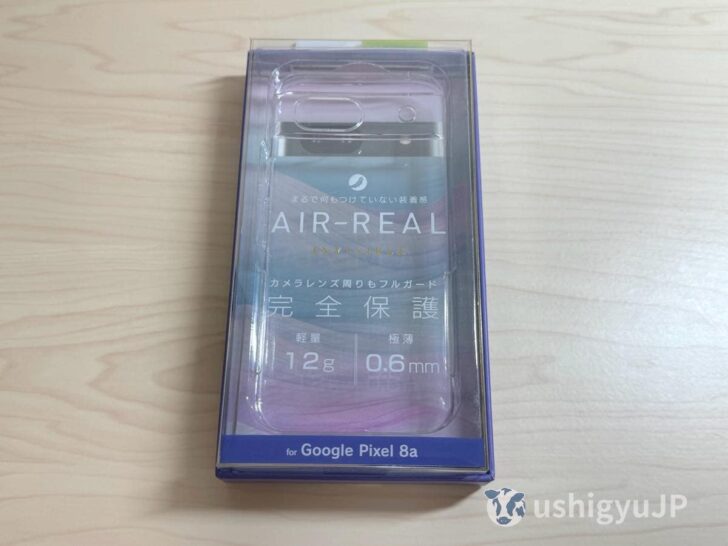 まるで何もつけていない装着感
AIR-REAL
INVISIBLE
カメラレンズ周りもフルガード
完全保護
軽量 極薄
12g 0.6mm
for Google Pixel 8a
ushigyuJP